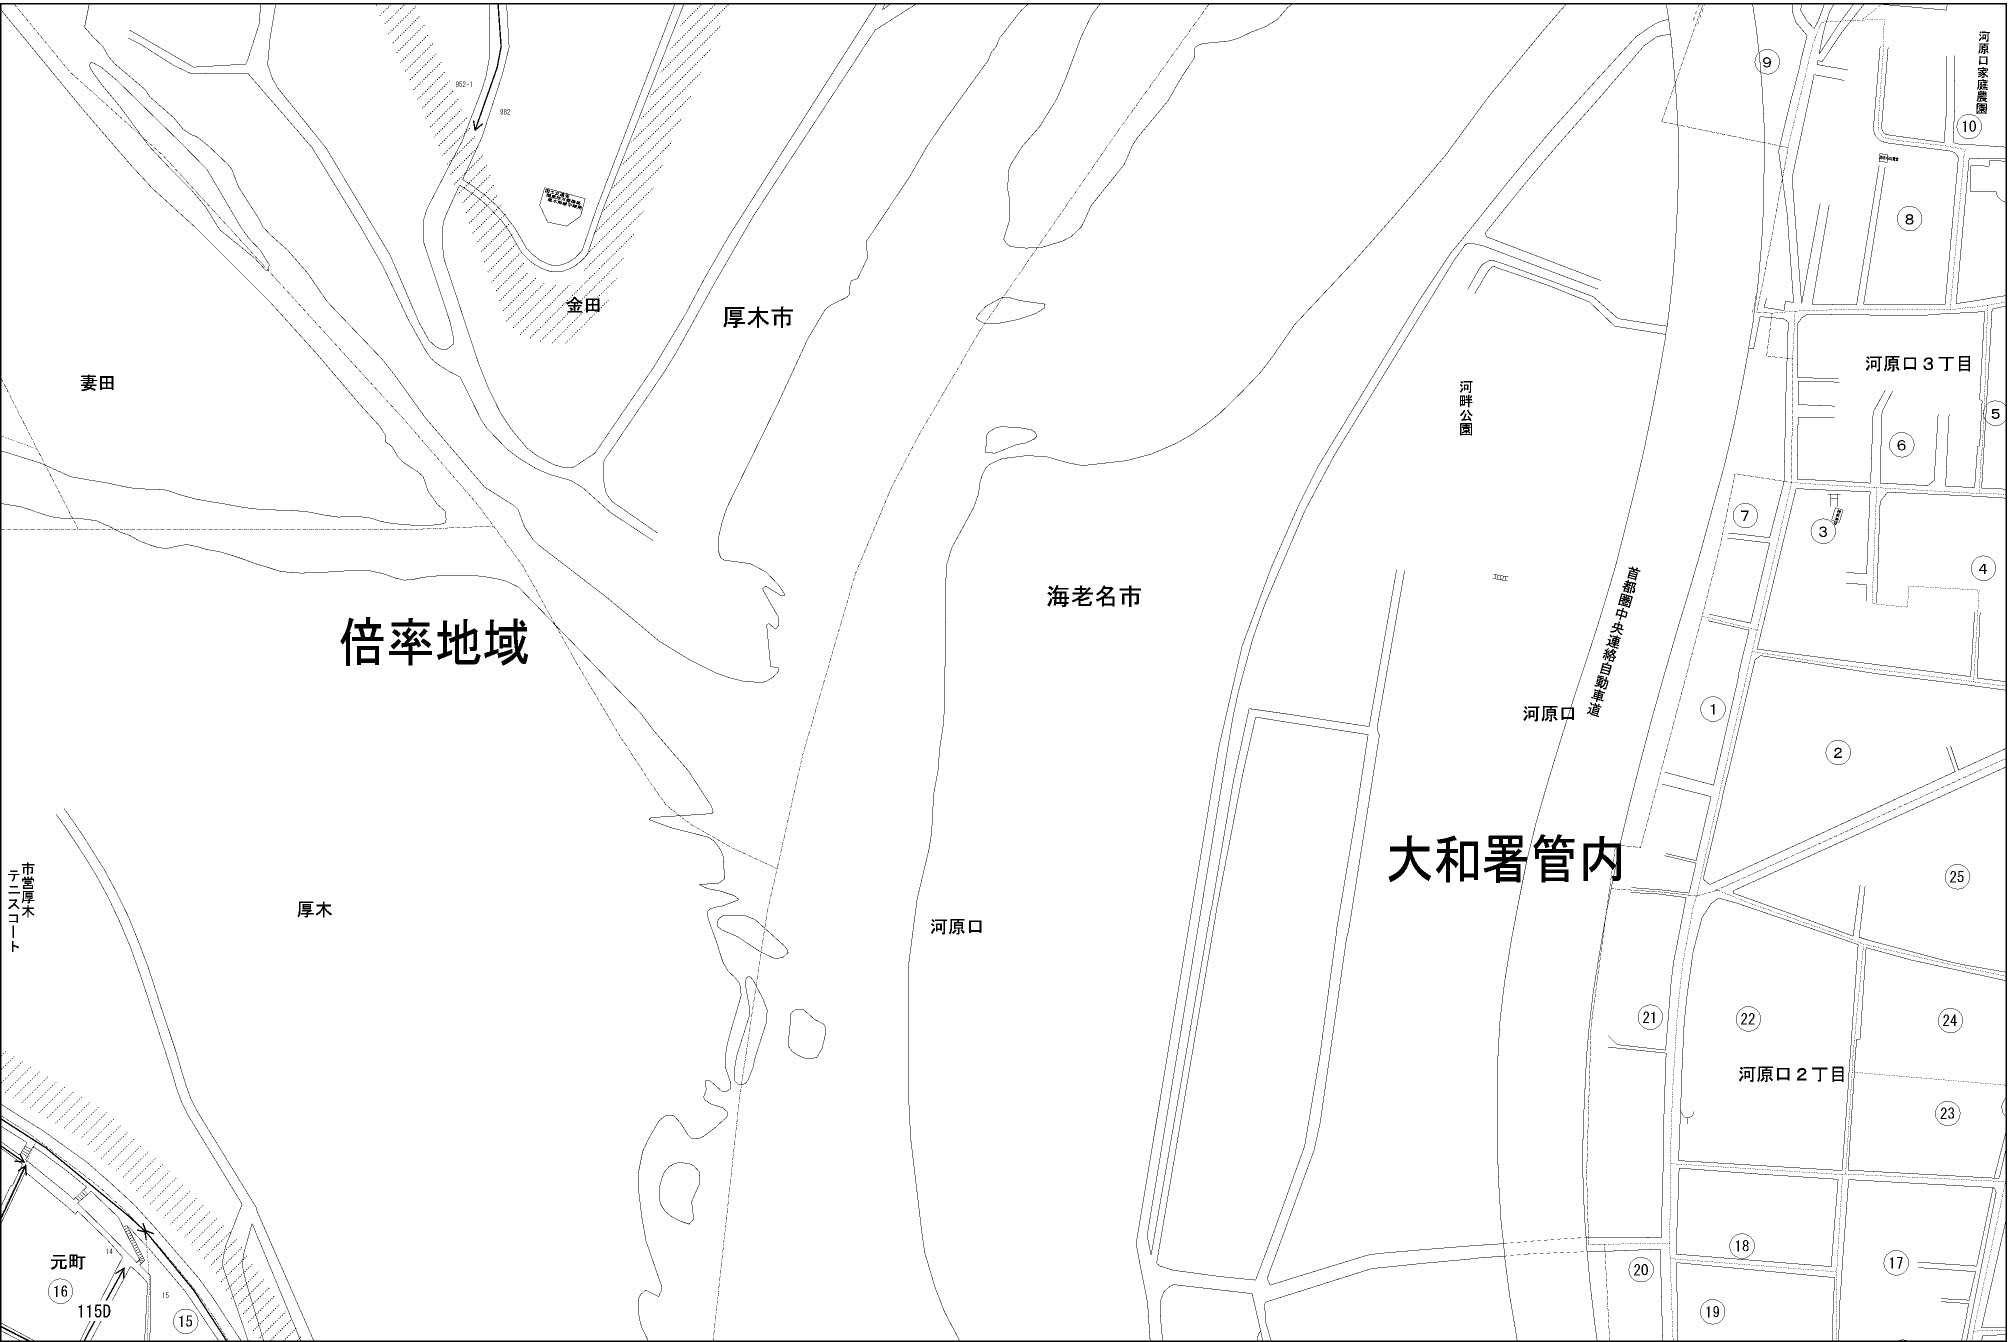 952-1
982
⑨
河原口家庭農園
⑩
⑧
金田
厚木市
妻田
河原口３丁目
河畔公園
⑤
⑥
⑦
③
④
海老名市
首都圏中央連絡自動車道
倍率地域
河原口
①
②
大和署管内
市営厚木
テニスコート
厚木
河原口
㉕
㉑
㉒
㉔
河原口２丁目
㉓
元町
14
⑯
115D
15
⑮
⑱
⑰
⑳
⑲